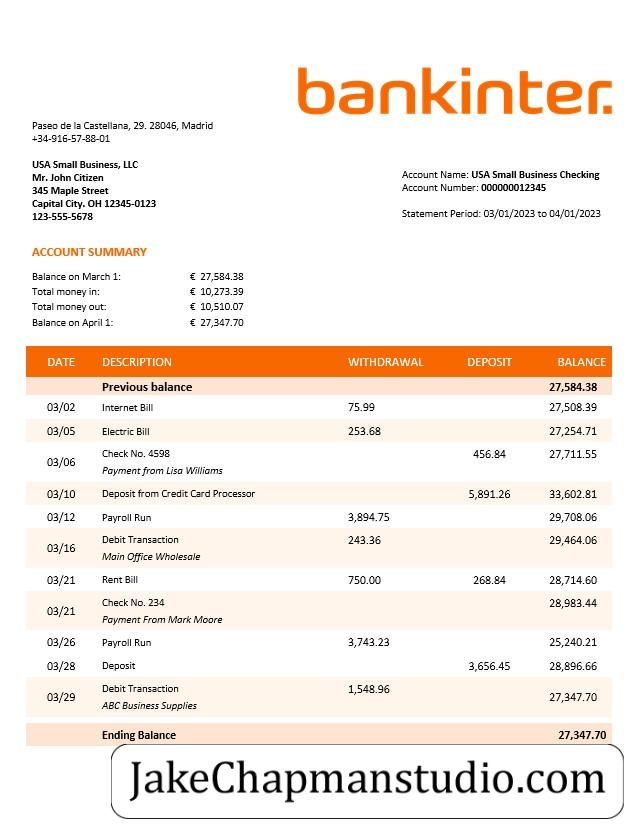 bankinter.
Paseo de la Castellana, 29. 28046, Madrid
+34-916-57-88-01
USA Small Business, LLC
Mr. John Citizen
345 Maple Street
Capital City. OH 12345-0123
123-555-5678
Account Name: USA Small Business Checking
Account Number: 000000012345
Statement Period: 03/01/2023 to 04/01/2023
ACCOUNT SUMMARY
Balance on March 1: € 27,584.38
Total money in: € 10,273.39
Total money out: € 10,510.07
Balance on April 1: € 27,347.70
DATE DESCRIPTION WITHDRAWAL DEPOSIT BALANCE
Previous balance 27,584.38
03/02 Internet Bill 75.99 27,508.39
03/05 Electric Bill 253.68 27,254.71
03/06 Check No. 4598 456.84 27,711.55
Payment from Lisa Williams
03/10 Deposit from Credit Card Processor 5,891.26 33,602.81
03/12 Payroll Run 3,894.75 29,708.06
03/16 Debit Transaction 243.36 29,464.06
Main Office Wholesale
03/21 Rent Bill 750.00 268.84 28,714.60
03/21 Check No. 234 28,983.44
Payment From Mark Moore
03/26 Payroll Run 3,743.23 25,240.21
03/28 Deposit 3,656.45 28,896.66
03/29 Debit Transaction 1,548.96 27,347.70
ABC Business Supplies
Ending Balance 27,347.70
JakeChapmanstudio.com